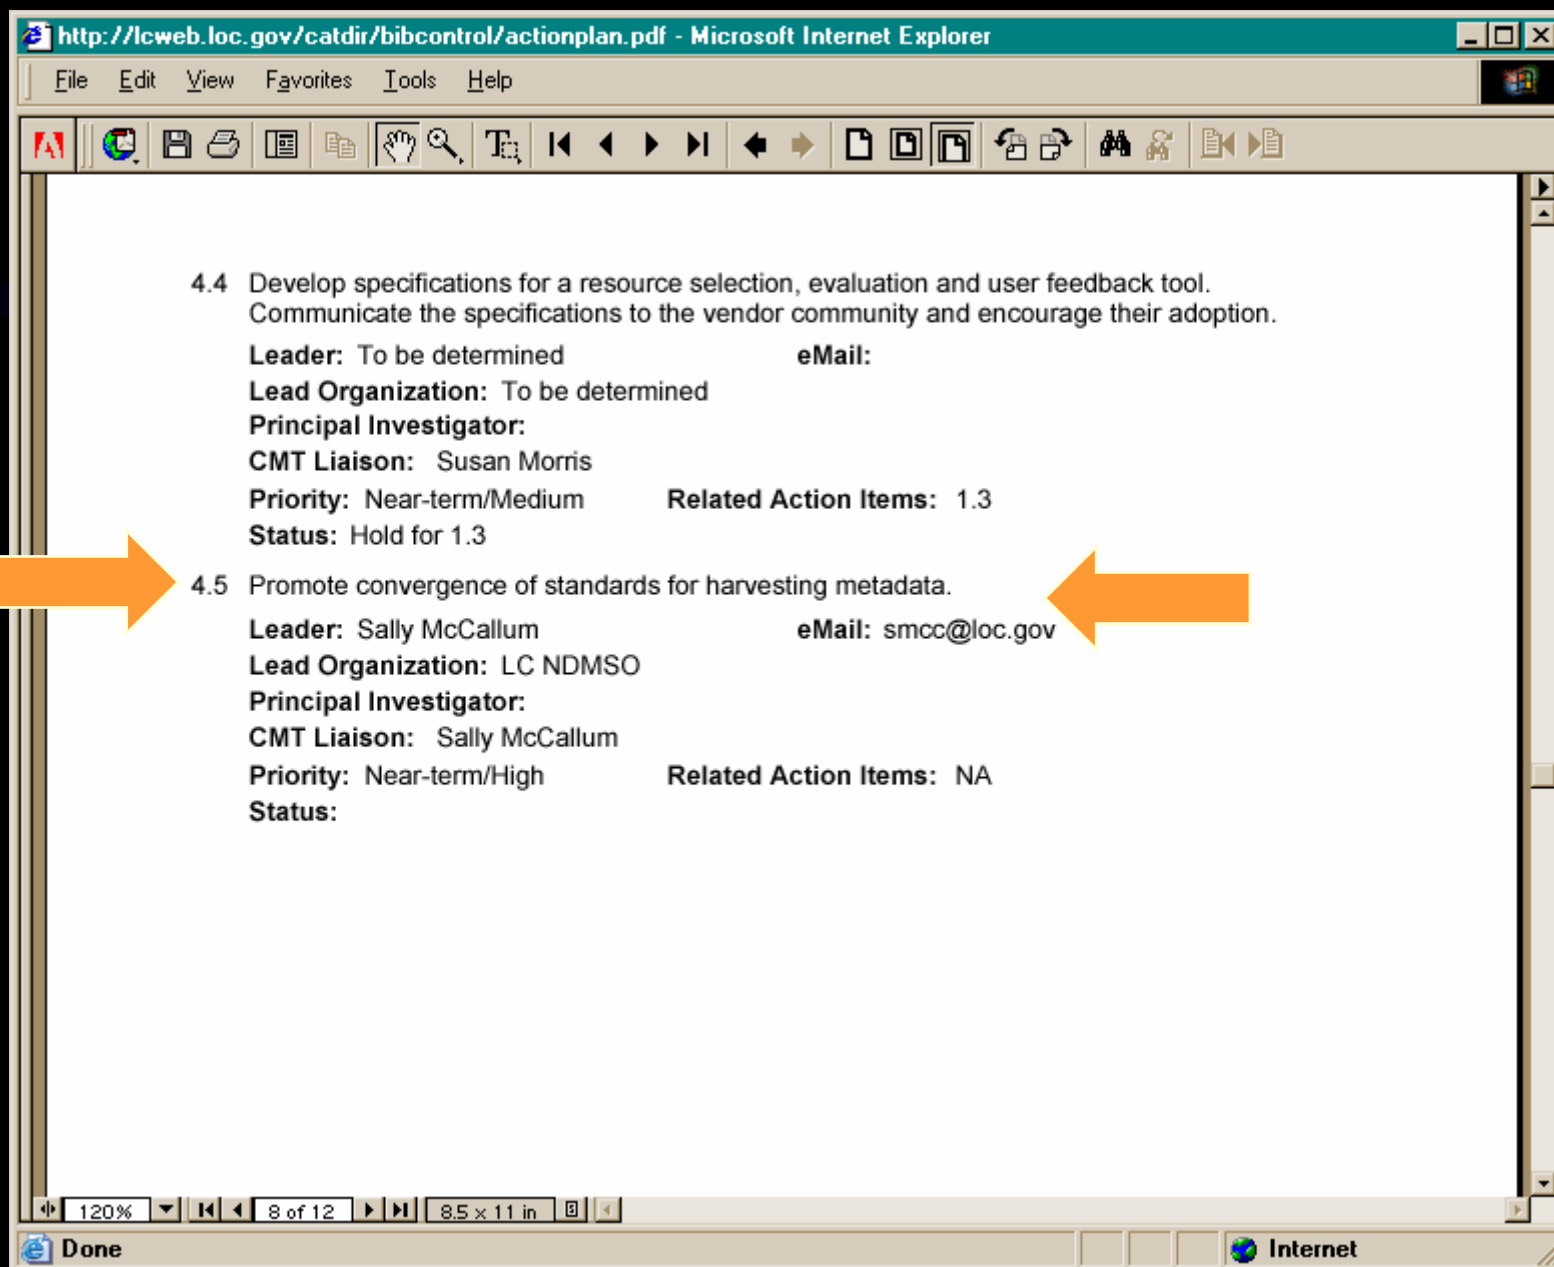 http://lcweb.loc.gov/catdir/bibcontrol/actionplan.pdf - Microsoft Internet Explorer
File Edit View Favorites Tools Help
4.4 Develop specifications for a resource selection, evaluation and user feedback tool.
Communicate the specifications to the vendor community and encourage their adoption.
Leader: To be determined eMail:
Lead Organization: To be determined
Principal Investigator:
CMT Liaison: Susan Morris
Priority: Near-term/Medium Related Action Items: 1.3
Status: Hold for 1.3
4.5 Promote convergence of standards for harvesting metadata.
Leader: Sally McCallum eMail: smcc@loc.gov
Lead Organization: LC NDMSO
Principal Investigator:
CMT Liaison: Sally McCallum
Priority: Near-term/High Related Action Items: NA
Status:
120% 8 of 12 8.5 x 11 in
Done Internet